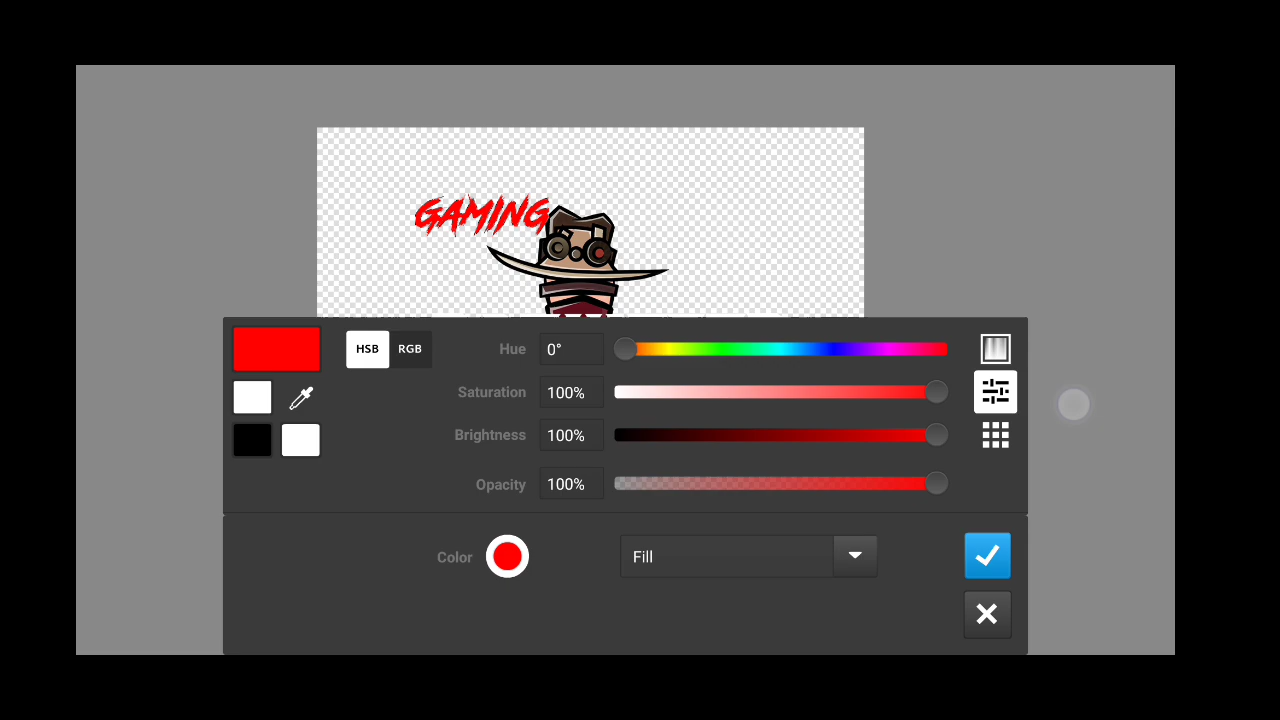 GAMING
HSB RGB Hue 0°
Saturation 100%
Brightness 100%
Opacity 100%
Color Fill